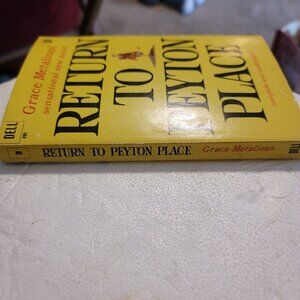 Grace Metalious
sensational new novel
RETURN
TO
PEYTON
PLACE
DELL
RETURN TO PEYTON PLACE Grace Metalious DELL